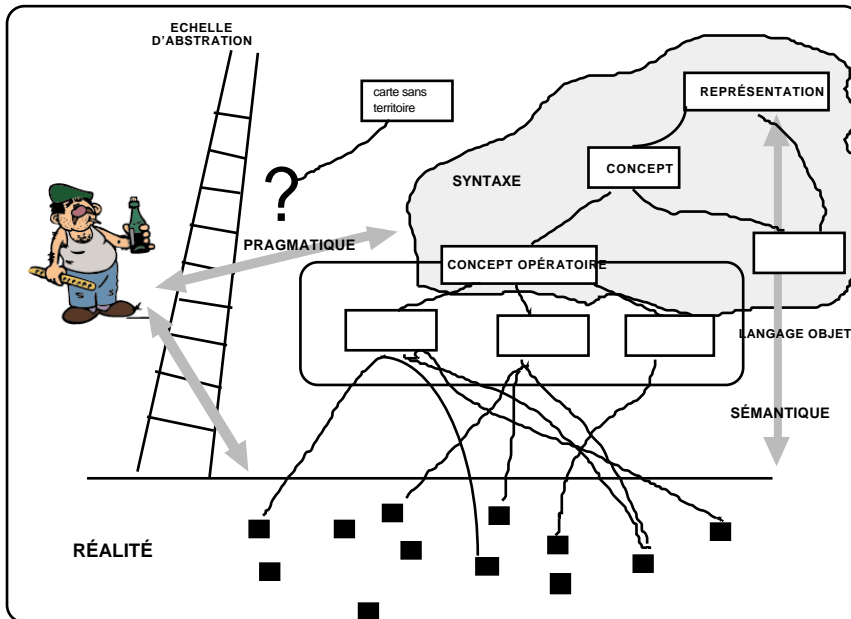 ECHELLE
D'ABSTRATION
carte sans
territoire
REPRÉSENTATION
CONCEPT
SYNTAXE
?
PRAGMATIQUE
CONCEPT OPÉRATOIRE
LANGAGE OBJET
SÉMANTIQUE
RÉALITÉ